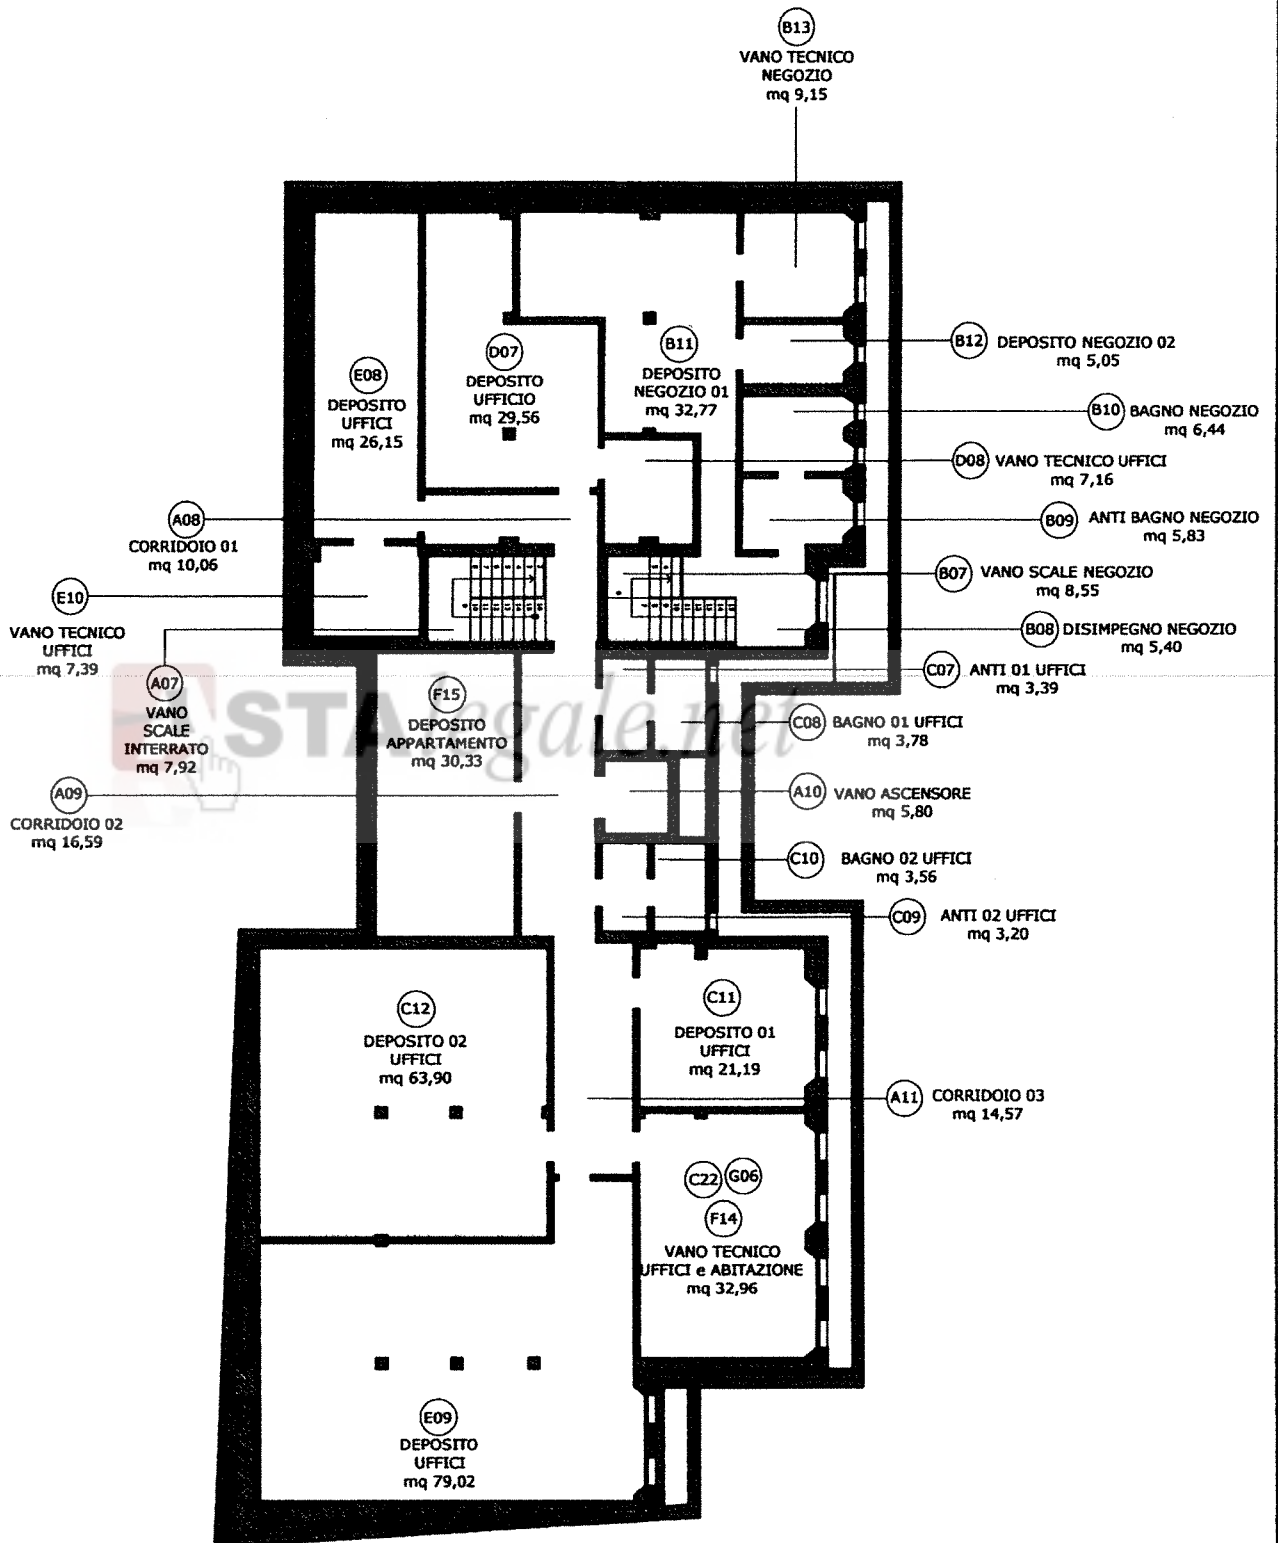 B13
VANO TECNICO
NEGOZIO
mq 9,15
B12
DEPOSITO NEGOZIO 02
mq 5,05
D07
DEPOSITO
UFFICIO
mq 29,56
B11
DEPOSITO
NEGOZIO 01
mq 32,77
E08
DEPOSITO
UFFICI
mq 26,15
B10
BAGNO NEGOZIO
mq 6,44
D08
VANO TECNICO UFFICI
mq 7,16
A08
CORRIDOIO 01
mq 10,06
B09
ANTI BAGNO NEGOZIO
mq 5,83
B07
VANO SCALE NEGOZIO
mq 8,55
E10
VANO TECNICO
UFFICI
mq 7,39
B08
DISIMPEGNO NEGOZIO
mq 5,40
C07
ANTI 01 UFFICI
mq 3,39
A07
VANO
SCALE
INTERRATO
mq 7,92
F15
DEPOSITO
APPARTAMENTO
mq 30,33
ASTAlegale.net
C08
BAGNO 01 UFFICI
mq 3,78
A09
CORRIDOIO 02
mq 16,59
A10
VANO ASCENSORE
mq 5,80
C10
BAGNO 02 UFFICI
mq 3,56
C09
ANTI 02 UFFICI
mq 3,20
C12
DEPOSITO 02
UFFICI
mq 63,90
C11
DEPOSITO 01
UFFICI
mq 21,19
A11
CORRIDOIO 03
mq 14,57
C22
G06
F14
VANO TECNICO
UFFICI e ABITAZIONE
mq 32,96
E09
DEPOSITO
UFFICI
mq 79,02